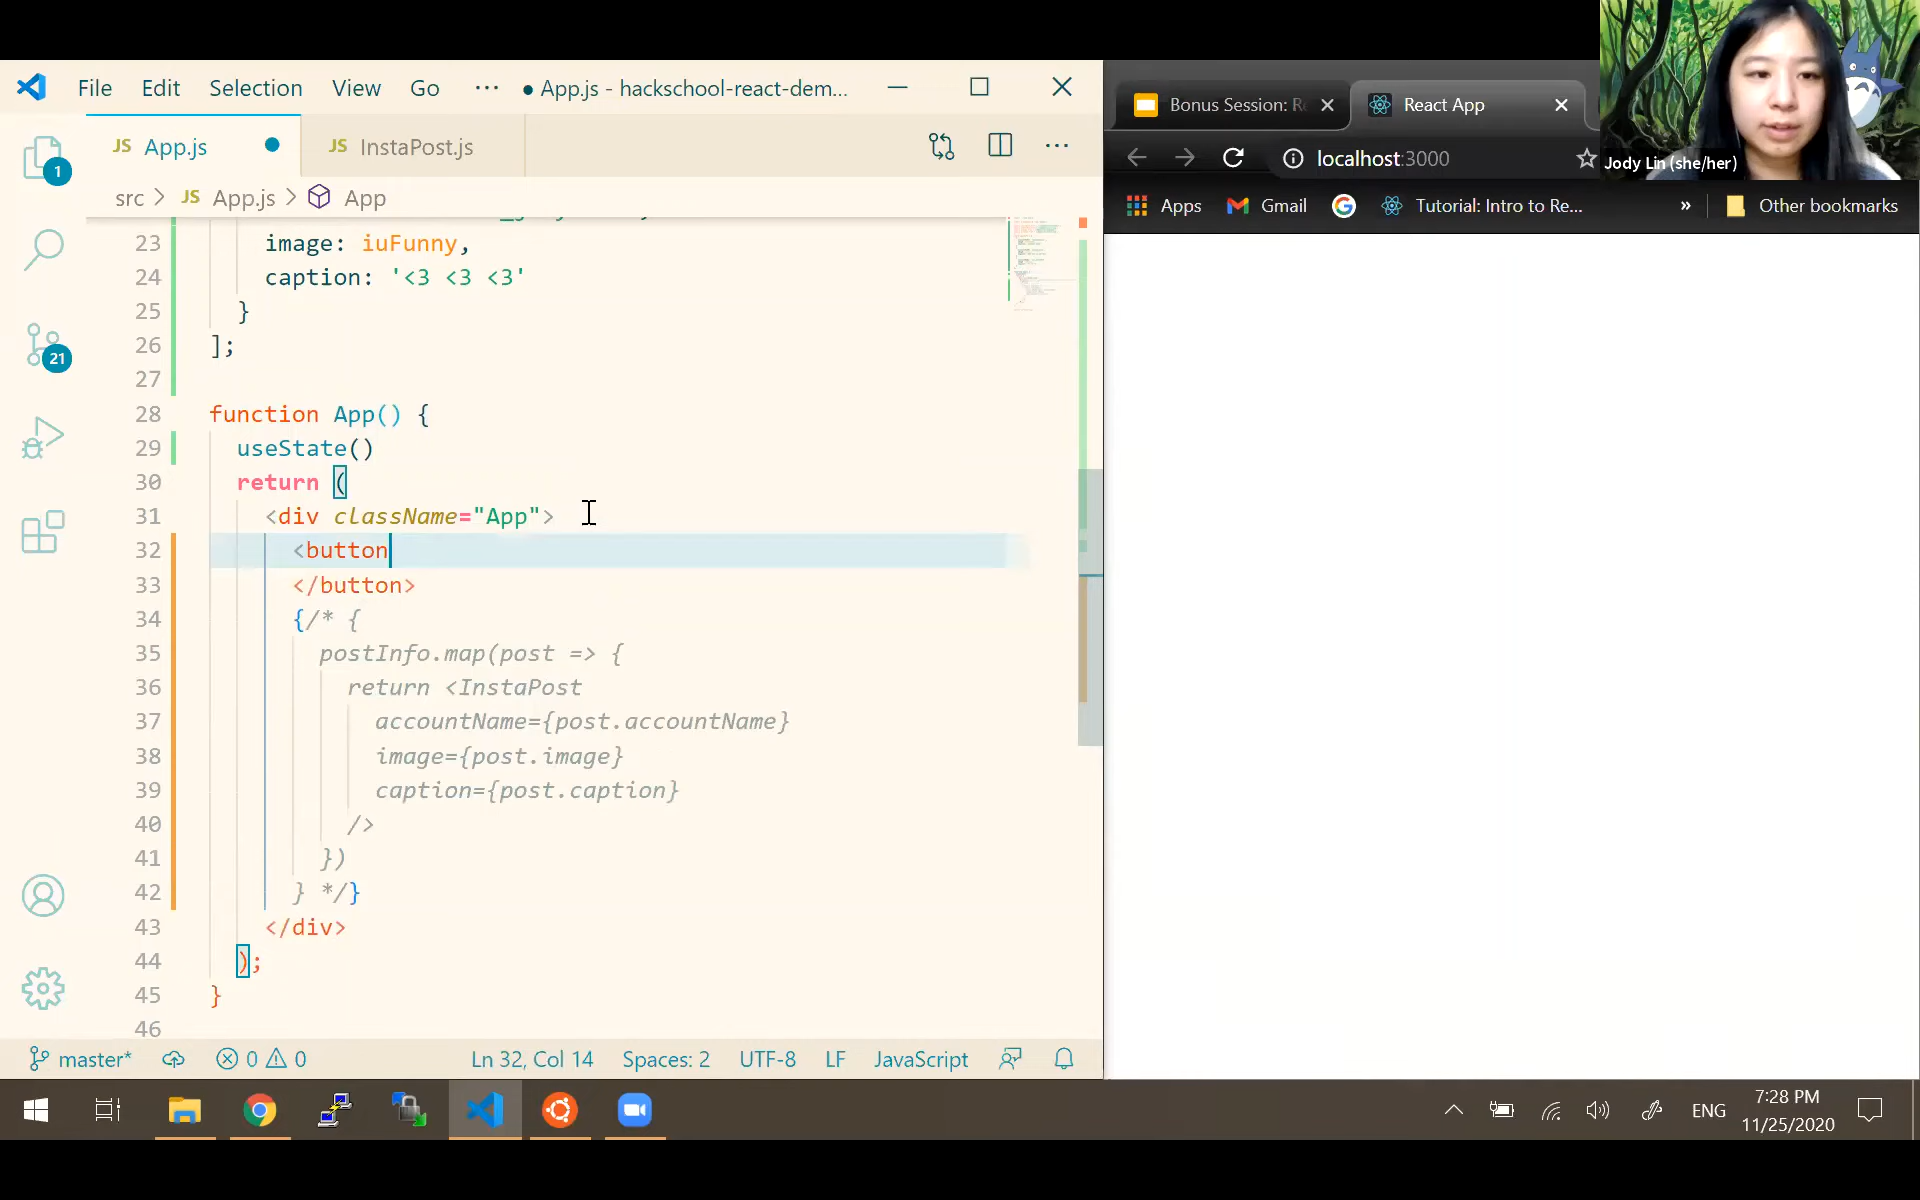 File Edit Selection View Go ··· ● App.js - hackschool-react-dem...
JS App.js
JS InstaPost.js
1
src > JS App.js > App
23 image: iuFunny,
24 caption: '<3 <3 <3'
25 }
26 ];
27
28 function App() {
29 useState()
30 return (
31 <div className="App">
32 <button
33 </button>
34 {/* {
35 postInfo.map(post => {
36 return <InstaPost
37 accountName={post.accountName}
38 image={post.image}
39 caption={post.caption}
40 />
41 })
42 } */}
43 </div>
44 );
45 }
46
21
master* 0 0 Ln 32, Col 14 Spaces: 2 UTF-8 LF JavaScript
Bonus Session: R
React App
localhost:3000
Apps Gmail Tutorial: Intro to Re... » Other bookmarks
Jody Lin (she/her)
ENG
7:28 PM
11/25/2020